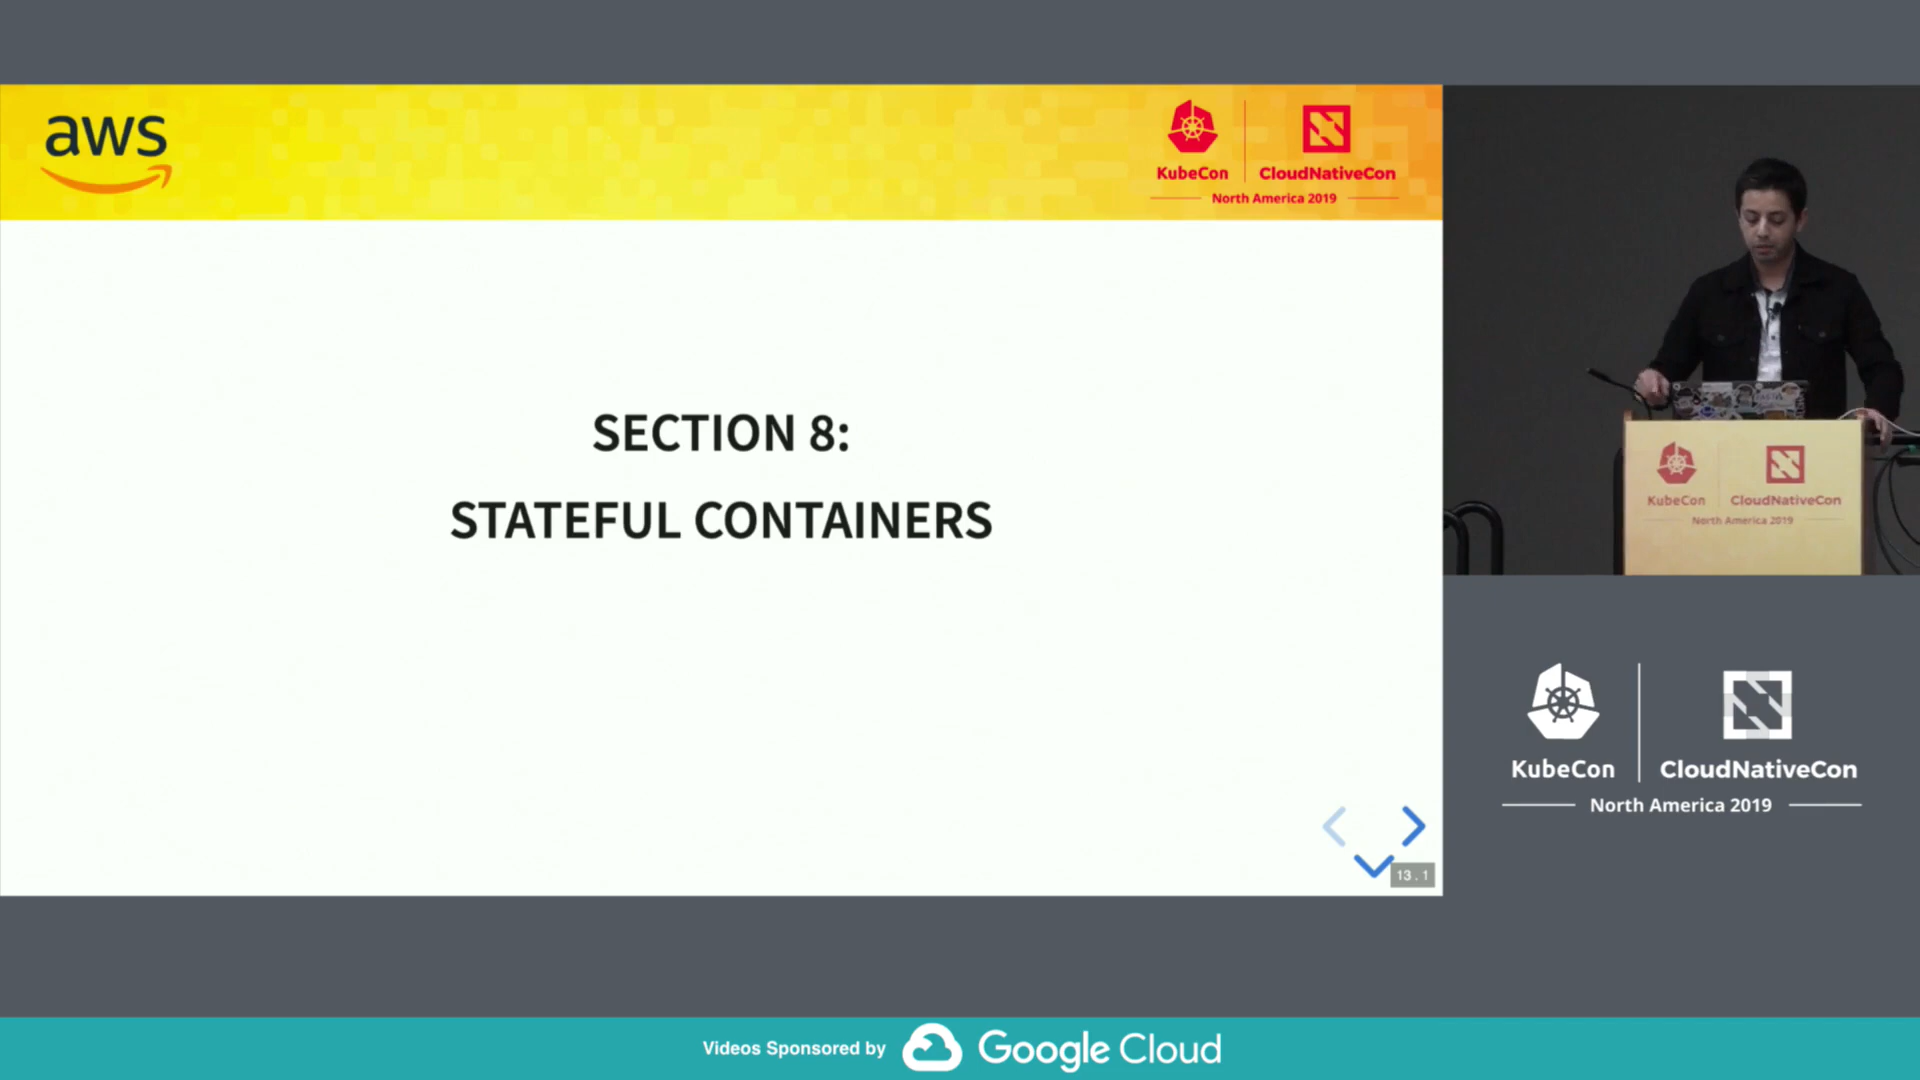 aws
KubeCon
CloudNativeCon
North America 2019
SECTION 8:
STATEFUL CONTAINERS
13 . 1
KubeCon
CloudNativeCon
North America 2019
KubeCon
CloudNativeCon
North America 2019
Videos Sponsored by
Google Cloud